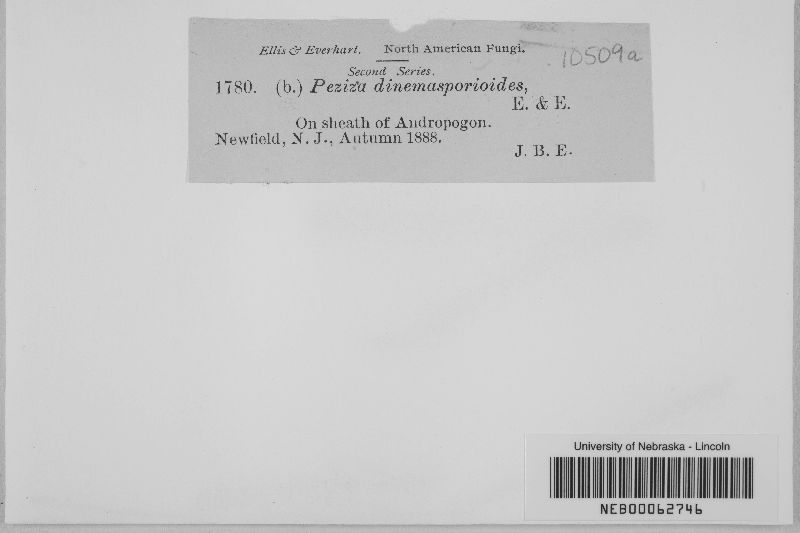 Ellis & Everhart. North American Fungi.
10509a
Second Series.
1780. (b.) Peziza dinemasporioides,
E. & E.
On sheath of Andropogon.
Newfield, N. J., Autumn 1888.
J. B. E.
University of Nebraska - Lincoln
NEB00062746